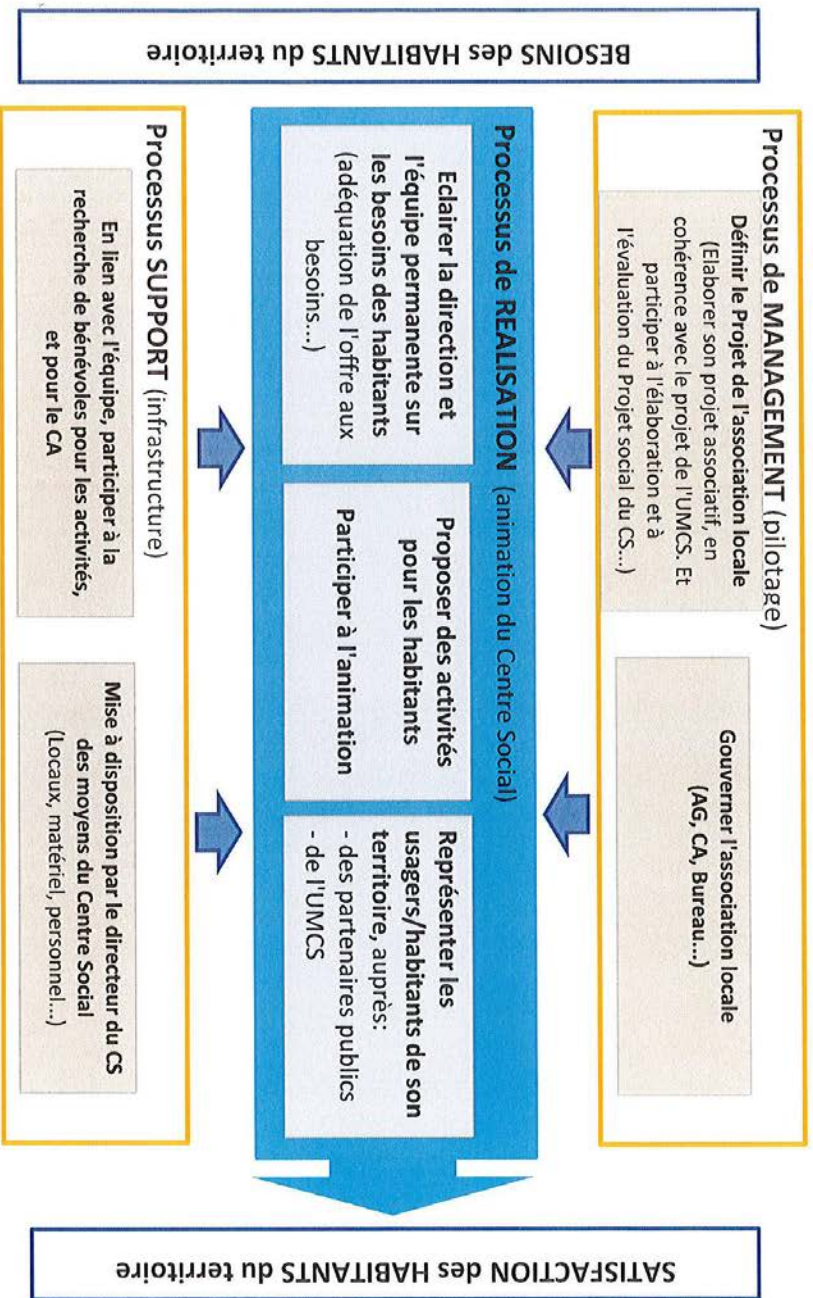 BESOINS des HABITANTS du territoire
Processus de MANAGEMENT (pilotage)
Définir le Projet de l'association locale
(Elaborer son projet associatif, en
cohérence avec le projet de l'UMCS. Et
participer à l'élaboration et à
l'évaluation du Projet social du CS...)
Gouverner l'association locale
(AG, CA, Bureau...)
Processus de REALISATION (animation du Centre Social)
Eclairer la direction et
l'équipe permanente sur
les besoins des habitants
(adéquation de l'offre aux
besoins...)
Proposer des activités
pour les habitants
Participer à l'animation
Représenter les
usagers/habitants de son
territoire, auprès:
- des partenaires publics
- de l'UMCS
Processus SUPPORT (infrastructure)
En lien avec l'équipe, participer à la
recherche de bénévoles pour les activités,
et pour le CA
Mise à disposition par le directeur du CS
des moyens du Centre Social
(Locaux, matériel, personnel...)
SATISFACTION des HABITANTS du territoire